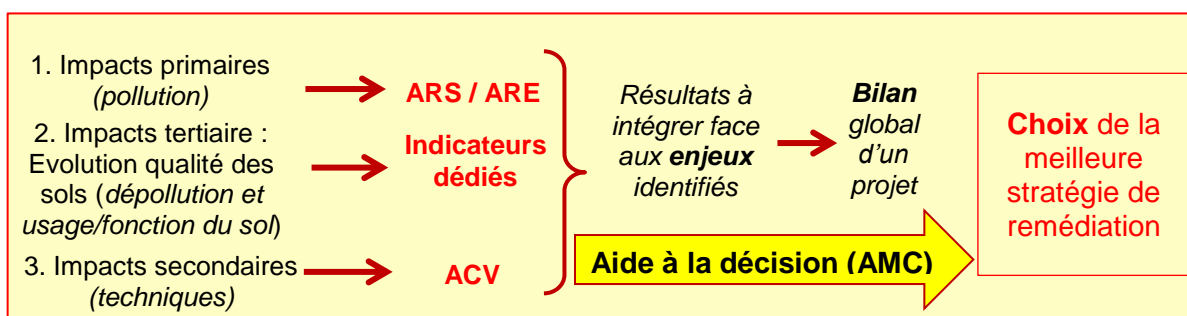 1. Impacts primaires
(pollution)
ARS / ARE
2. Impacts tertiaire :
Evolution qualité des
sols (dépollution et
usage/fonction du sol)
Indicateurs
dédiés
3. Impacts secondaires
(techniques)
ACV
Résultats à
intégrer face
aux enjeux
identifiés
Bilan
global
d'un
projet
Aide à la décision (AMC)
Choix de la
meilleure
stratégie de
remédiation